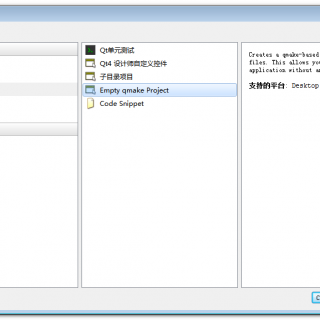 Qt单元测试
Qt4 设计师自定义控件
子目录项目
Empty qmake Project
Code Snippet
Creates a qmake-based
files. This allows you
application without an
支持的平台: Desktop